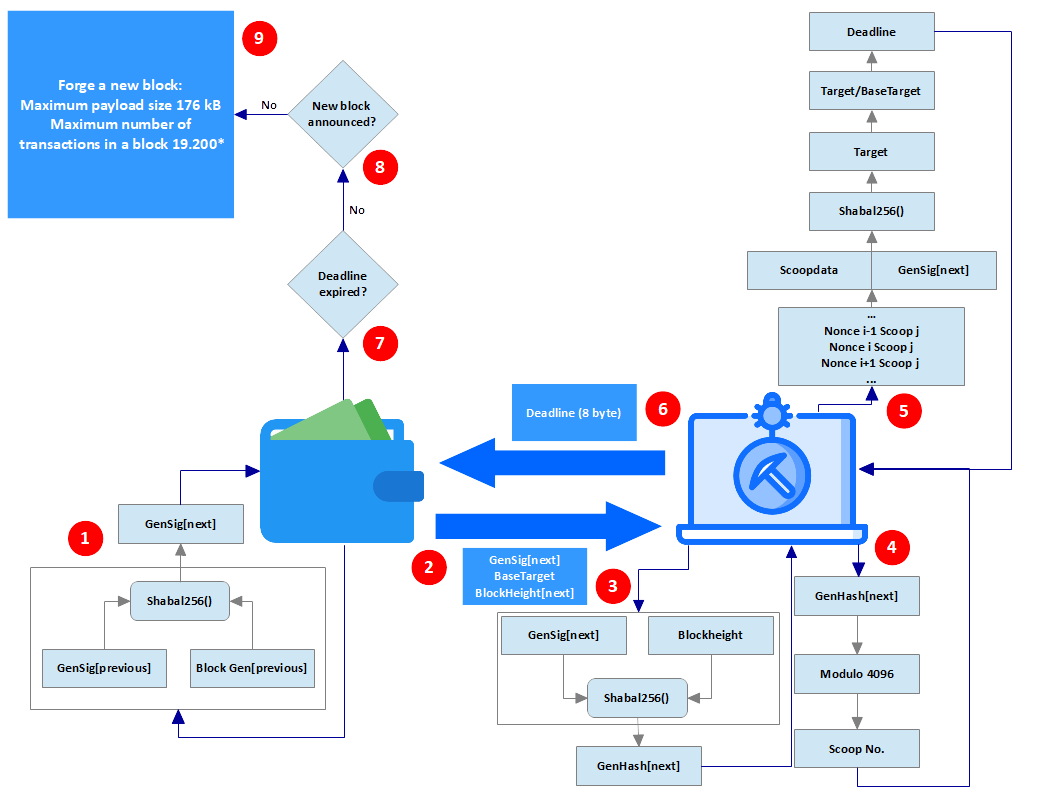 9
Forge a new block:
Maximum payload size 176 kB
Maximum number of
transactions in a block 19.200*
No
New block
announced?
8
No
Deadline
expired?
7
1
GenSig[next]
Shabal256()
GenSig[previous]
Block Gen[previous]
2
GenSig[next]
BaseTarget
BlockHeight[next]
Deadline (8 byte)
6
3
GenSig[next]
Blockheight
Shabal256()
GenHash[next]
4
GenHash[next]
Modulo 4096
Scoop No.
5
...
Nonce i-1 Scoop j
Nonce i Scoop j
Nonce i+1 Scoop j
...
Scoopdata
GenSig[next]
Shabal256()
Target
Target/BaseTarget
Deadline